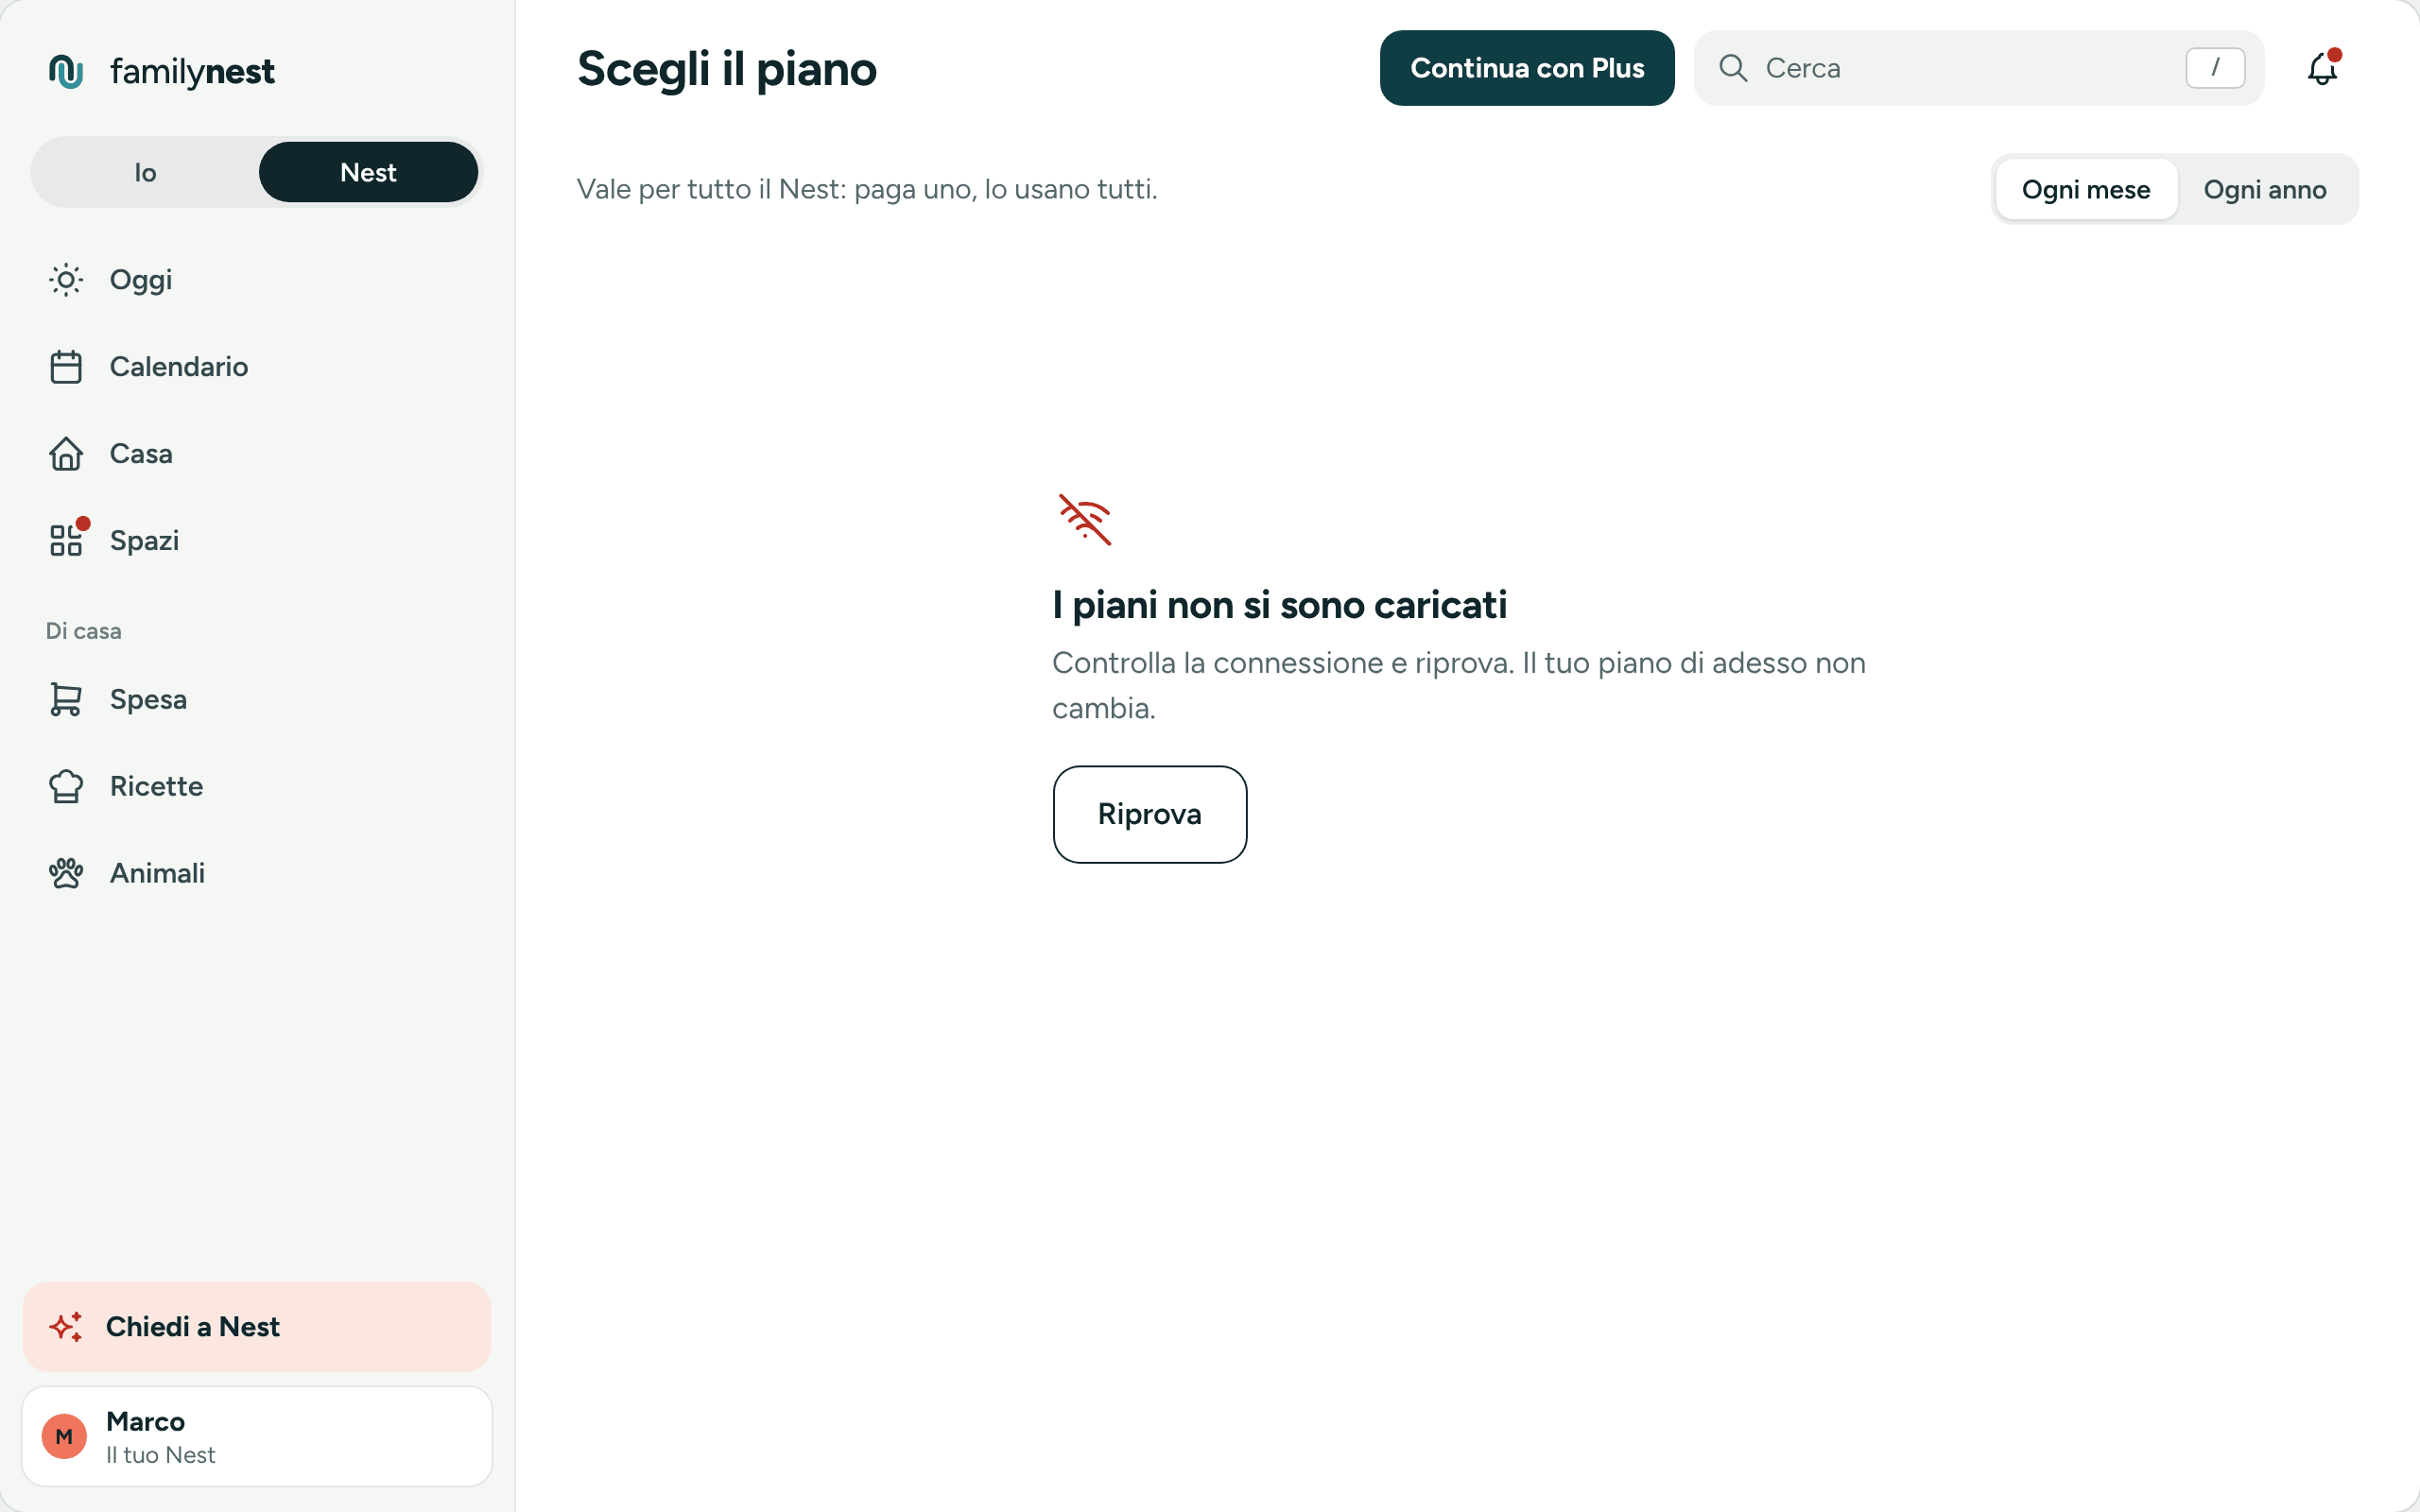 familynest
Io
Nest
Oggi
Calendario
Casa
Spazi
Di casa
Spesa
Ricette
Animali
Chiedi a Nest
M
Marco
Il tuo Nest
Scegli il piano
Continua con Plus
Cerca
/
Vale per tutto il Nest: paga uno, lo usano tutti.
Ogni mese
Ogni anno
I piani non si sono caricati
Controlla la connessione e riprova. Il tuo piano di adesso non
cambia.
Riprova